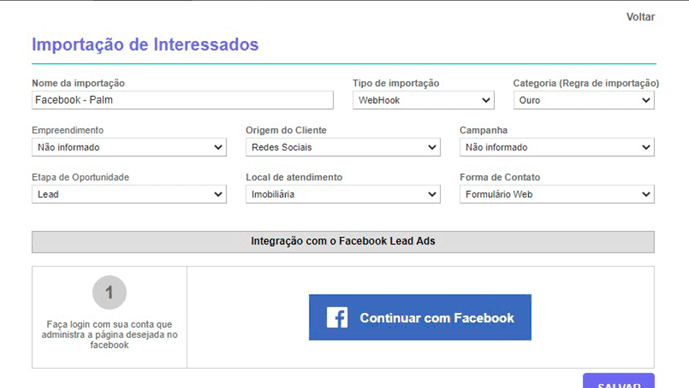 Voltar
Importação de Interessados
Nome da importação Tipo de importação Categoria (Regra de importação)
Facebook - Palm WebHook Ouro
Empreendimento Origem do Cliente Campanha
Não informado Redes Sociais Não informado
Etapa de Oportunidade Local de atendimento Forma de Contato
Lead Imobiliária Formulário Web
Integração com o Facebook Lead Ads
1
Faça login com sua conta que
administra a página desejada no
facebook
Continuar com Facebook
SALVAR